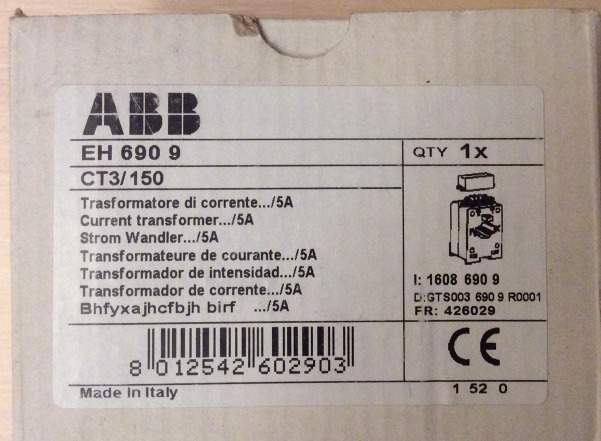 ABB
EH 690 9
QTY 1x
CT3/150
Trasformatore di corrente.../5A
Current transformer.../5A
Strom Wandler.../5A
Transformateure de courante.../5A
Transformador de intensidad.../5A
Transformador de corrente.../5A
Bhfyxajhcfbjh birf .../5A
I: 1608 690 9
D:GTS003 690 9 R0001
FR: 426029
8 012542 602903
CE
Made in Italy
1 52 0